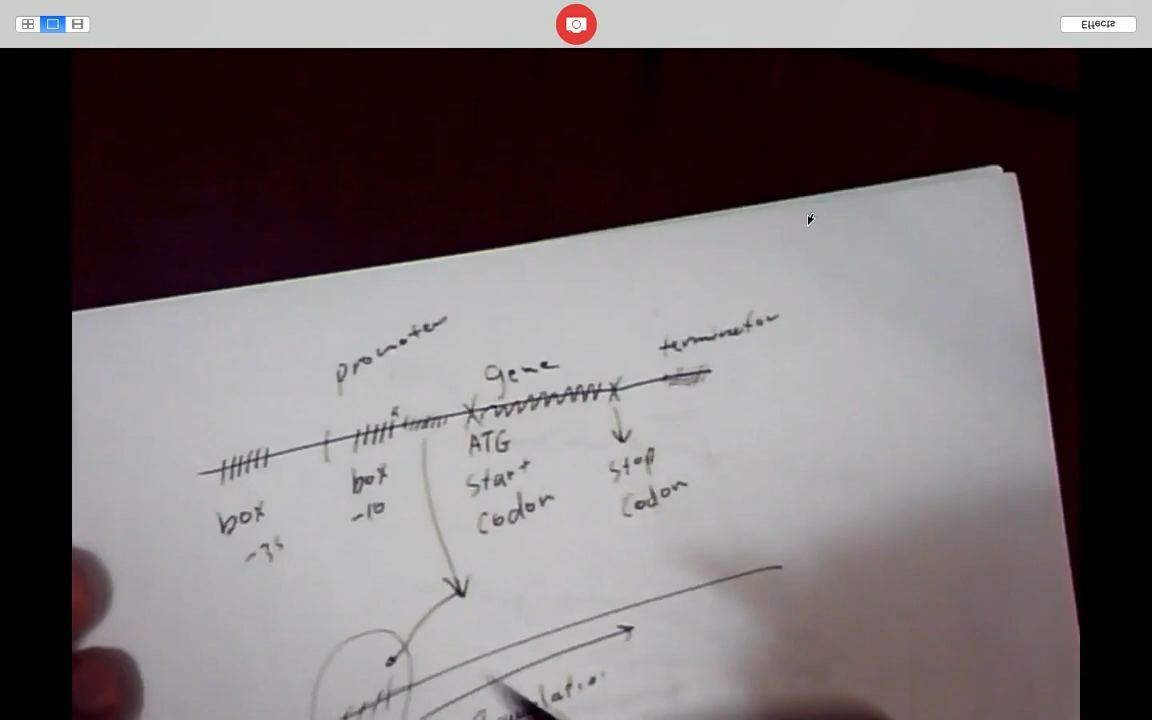 Effects
promoter
gene
terminator
box
-35
box
-10
ATG
start
codon
stop
codon